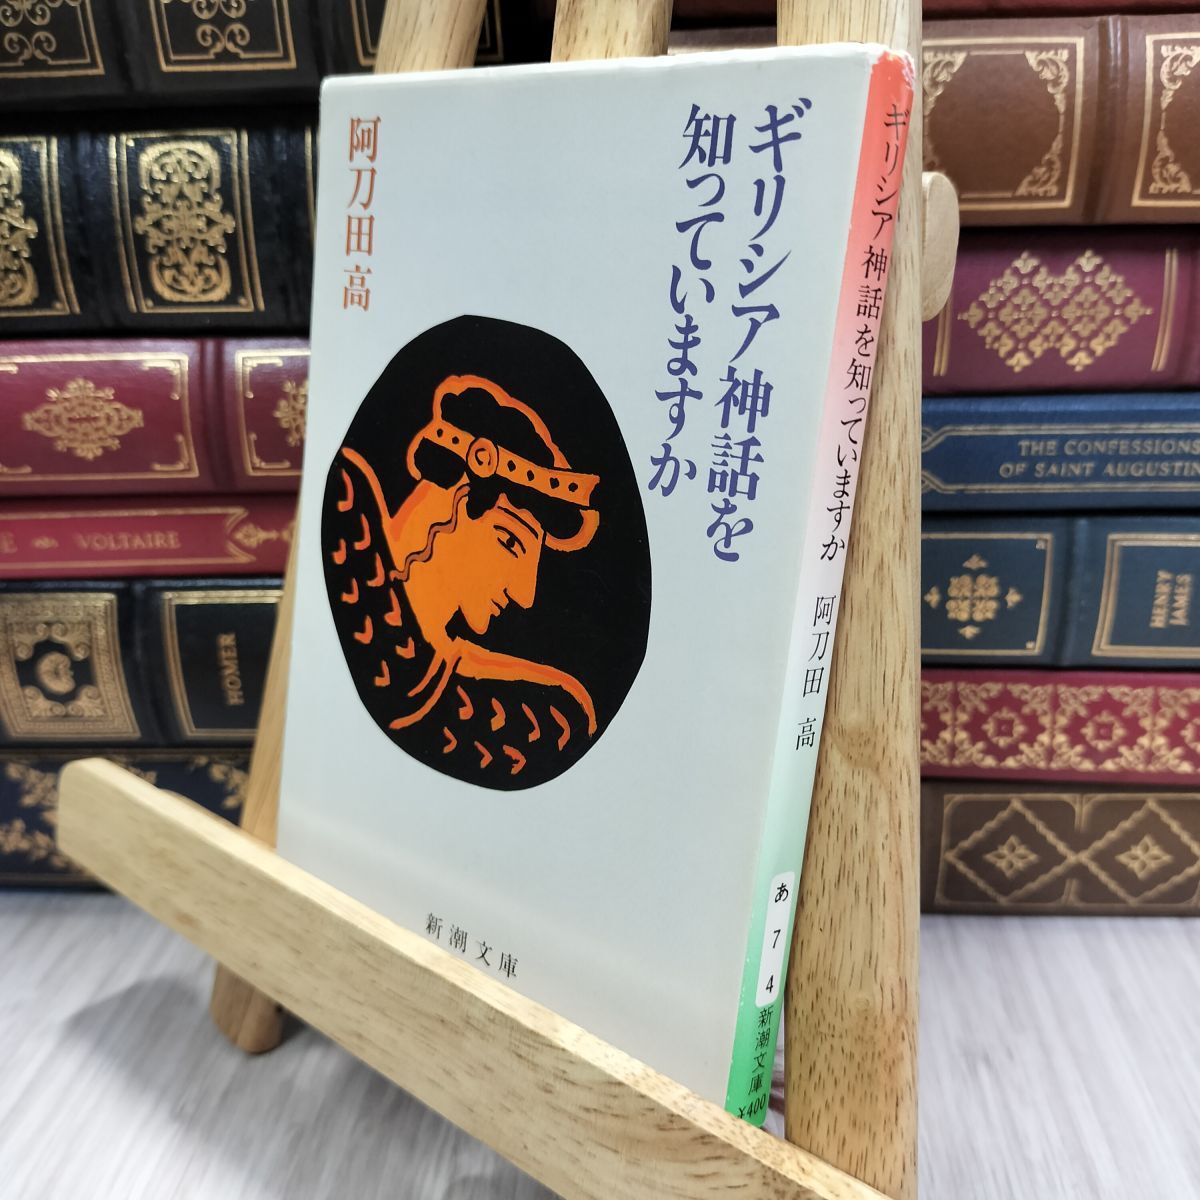 ギリシア神話を
知っていますか
阿刀田高
新潮文庫
ギリシア神話を知っていますか 阿刀田 高
あ
7
4
新潮文庫
¥400
VOLTAIRE
HOMER
THE CONFESSIONS
OF SAINT AUGUSTIN
HENRY
JAMES